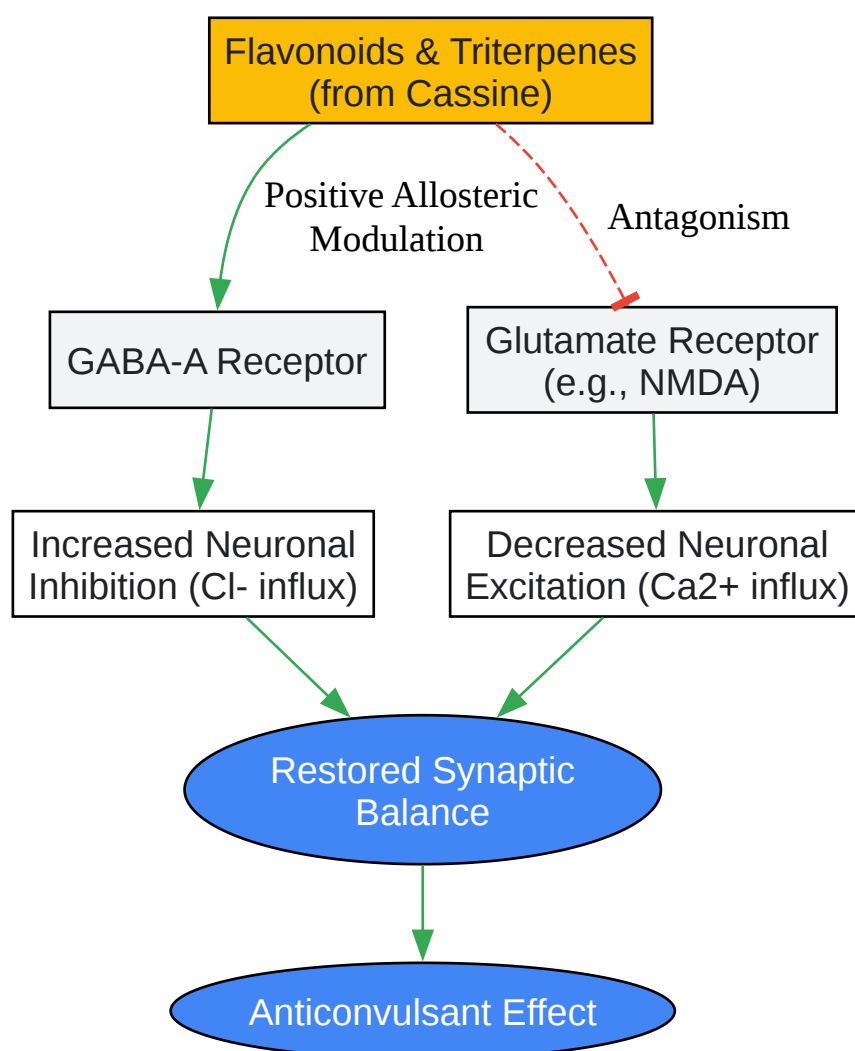 Flavonoids & Triterpenes
(from Cassine)
Positive Allosteric
Modulation
Antagonism
GABA-A Receptor
Glutamate Receptor
(e.g., NMDA)
Increased Neuronal
Inhibition (Cl- influx)
Decreased Neuronal
Excitation (Ca2+ influx)
Restored Synaptic
Balance
Anticonvulsant Effect